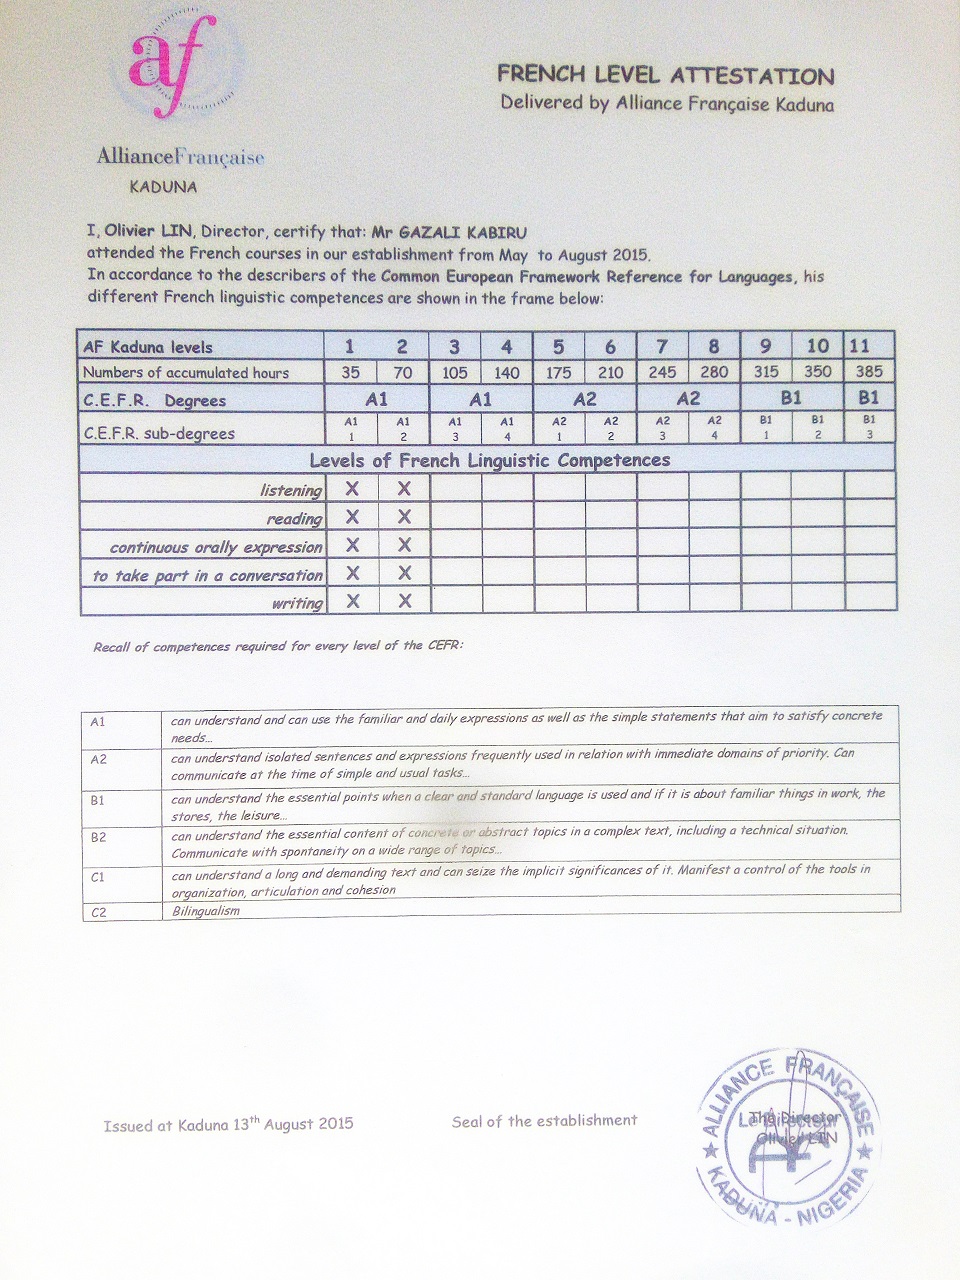 af
AllianceFrançaise
KADUNA
FRENCH LEVEL ATTESTATION
Delivered by Alliance Française Kaduna
I, Olivier LIN, Director, certify that: Mr GAZALI KABIRU
attended the French courses in our establishment from May to August 2015.
In accordance to the describers of the Common European Framework Reference for Languages, his
different French linguistic competences are shown in the frame below:
AF Kaduna levels 1 2 3 4 5 6 7 8 9 10 11
Numbers of accumulated hours 35 70 105 140 175 210 245 280 315 350 385
C.E.F.R. Degrees A1 A1 A2 A2 B1 B1
C.E.F.R. sub-degrees A1 1 A1 2 A1 3 A1 4 A2 1 A2 2 A2 3 A2 4 B1 1 B1 2 B1 3
Levels of French Linguistic Competences
listening X X
reading X X
continuous orally expression X X
to take part in a conversation X X
writing X X
Recall of competences required for every level of the CEFR:
A1 can understand and can use the familiar and daily expressions as well as the simple statements that aim to satisfy concrete
needs...
A2 can understand isolated sentences and expressions frequently used in relation with immediate domains of priority. Can
communicate at the time of simple and usual tasks...
B1 can understand the essential points when a clear and standard language is used and if it is about familiar things in work, the
stores, the leisure...
B2 can understand the essential content of concrete or abstract topics in a complex text, including a technical situation.
Communicate with spontaneity on a wide range of topics...
C1 can understand a long and demanding text and can seize the implicit significances of it. Manifest a control of the tools in
organization, articulation and cohesion
C2 Bilingualism
Issued at Kaduna 13th August 2015
Seal of the establishment
ALLIANCE FRANÇAISE
The Director
Le Directeur
Olivier LIN
AF
KADUNA - NIGERIA